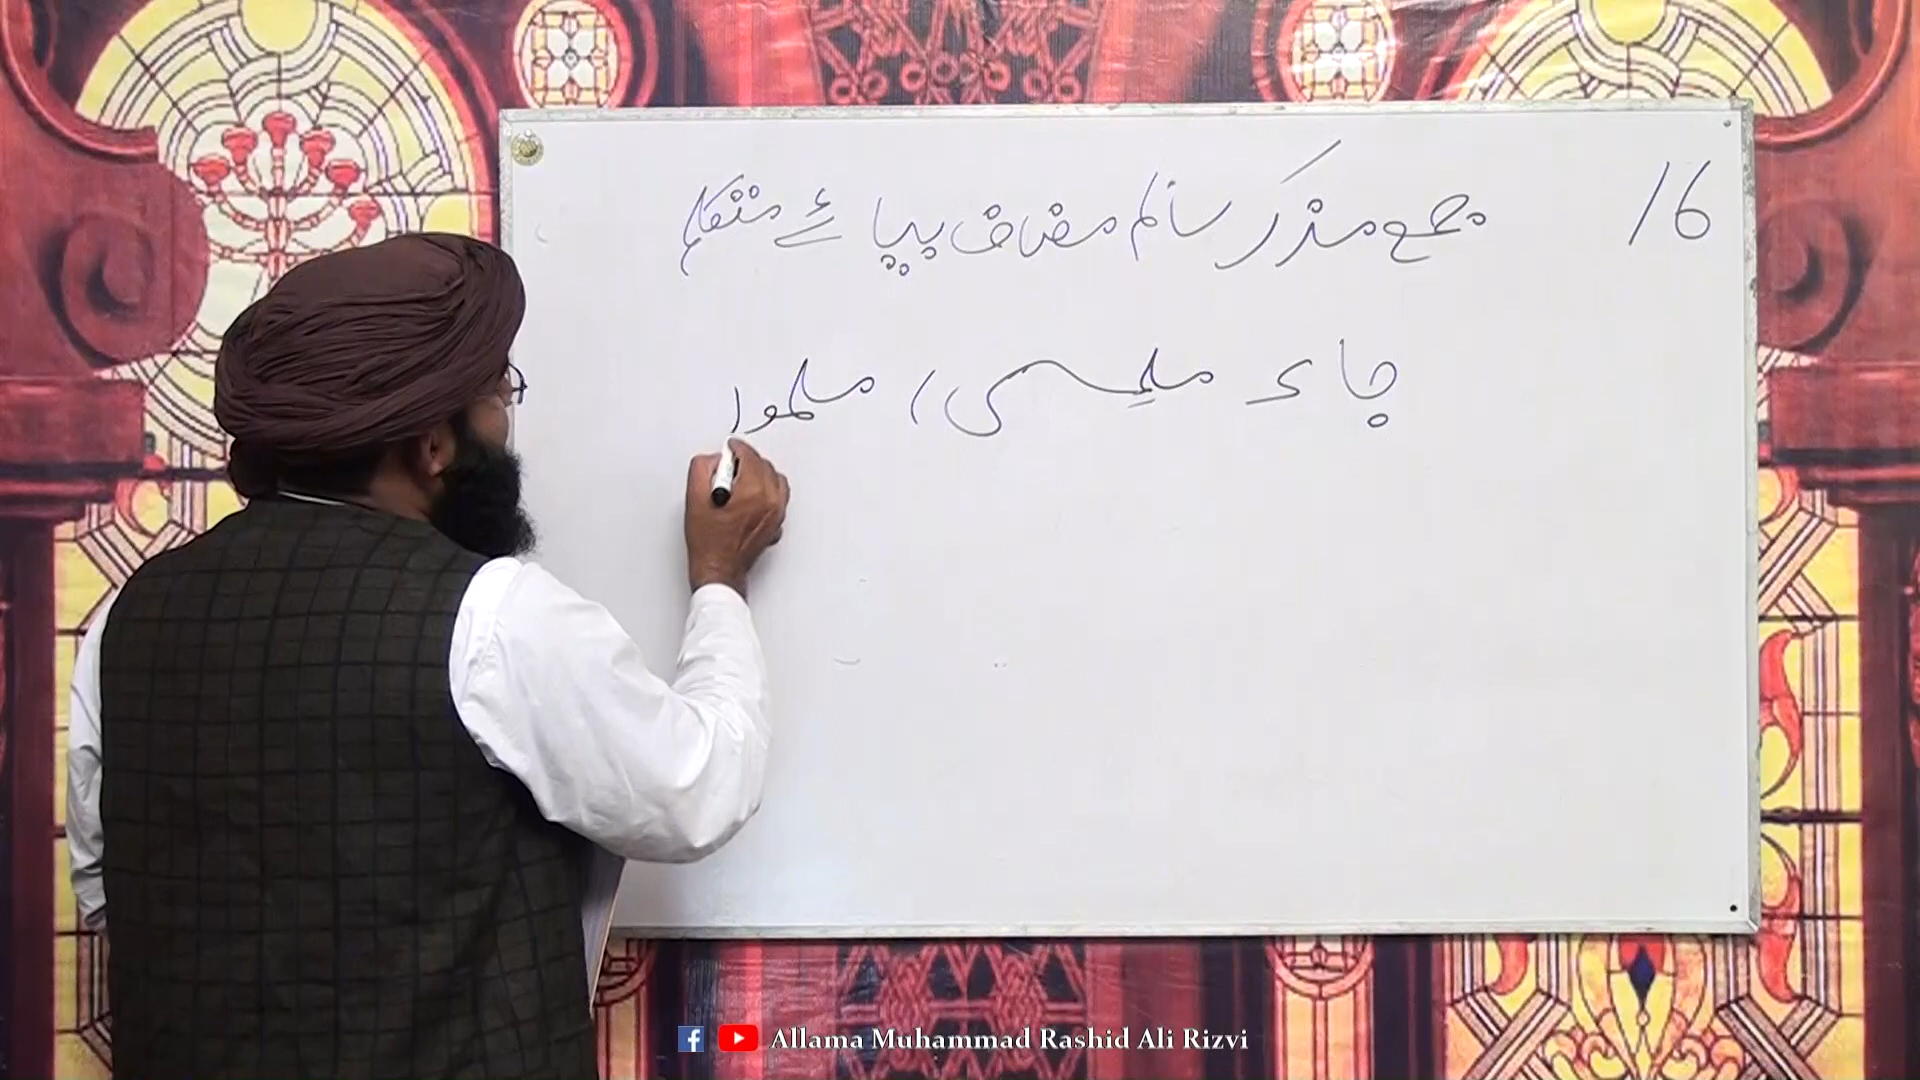 16/ جمع مذکر سالم مضاف بیائے متکلم
جاء مسلمی، مسلموا
Allama Muhammad Rashid Ali Rizvi